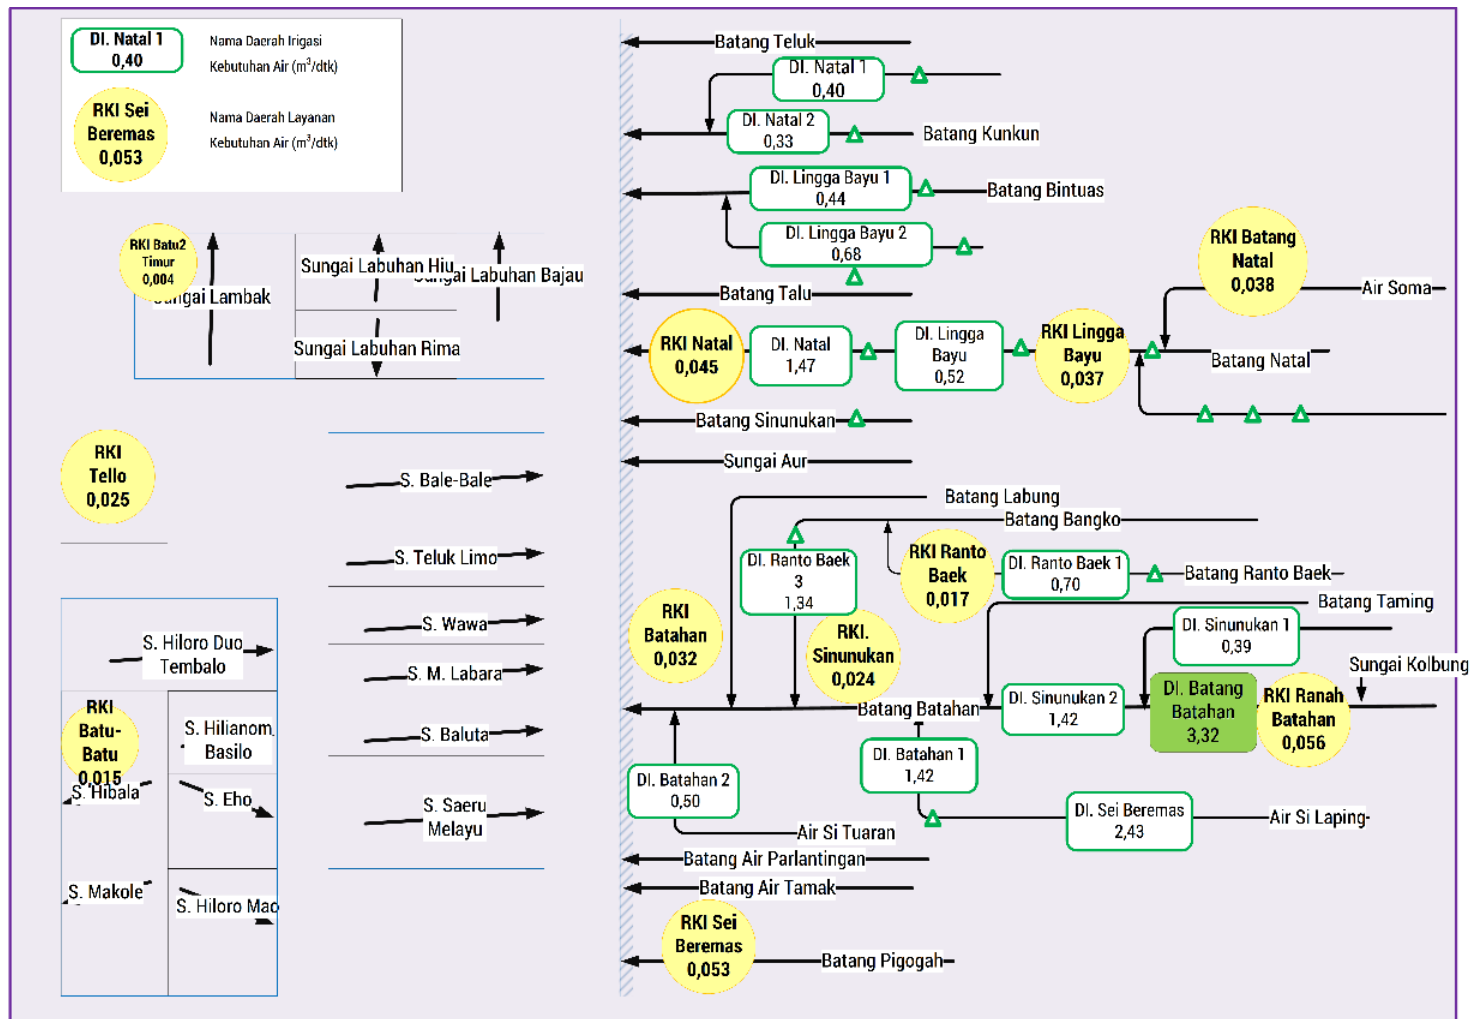 DI. Natal 1
0,40
Nama Daerah Irigasi
Kebutuhan Air (m³/dtk)
RKI Sei
Beremas
0,053
Nama Daerah Layanan
Kebutuhan Air (m³/dtk)
Batang Teluk
DI. Natal 1
0,40
DI. Natal 2
0,33
Batang Kunkun
DI. Lingga Bayu 1
0,44
Batang Bintuas
DI. Lingga Bayu 2
0,68
Batang Talu
RKI Batang
Natal
0,038
Air Soma
RKI Natal
0,045
DI. Natal
1,47
DI. Lingga
Bayu
0,52
RKI Lingga
Bayu
0,037
Batang Natal
Batang Sinunukan
Sungai Aur
RKI Batu2
Timur
0,004
Sungai Lambak
Sungai Labuhan Hiu
Sungai Labuhan Bajau
Sungai Labuhan Rima
RKI
Tello
0,025
S. Bale-Bale
S. Teluk Limo
S. Wawa
S. M. Labara
S. Baluta
S. Saeru
Melayu
S. Hiloro Duo
Tembalo
RKI
Batu-
Batu
0,015
S. Hilianom
Basilo
S. Hibala
S. Eho
S. Makole
S. Hiloro Mao
Batang Labung
Batang Bangko
DI. Ranto Baek
3
1,34
RKI Ranto
Baek
0,017
DI. Ranto Baek 1
0,70
Batang Ranto Baek
Batang Taming
RKI
Batahan
0,032
RKI.
Sinunukan
0,024
DI. Sinunukan 1
0,39
Sungai Kolbung
Batang Batahan
DI. Sinunukan 2
1,42
DI. Batang
Batahan
3,32
RKI Ranah
Batahan
0,056
DI. Batahan 1
1,42
DI. Batahan 2
0,50
DI. Sei Beremas
2,43
Air Si Laping
Air Si Tuaran
Batang Air Parlantingan
Batang Air Tamak
RKI Sei
Beremas
0,053
Batang Pigogah